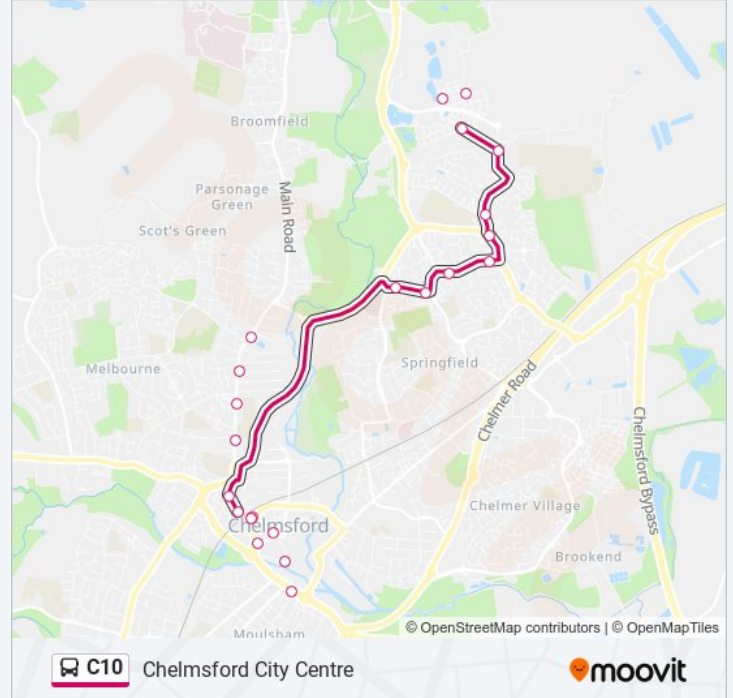 Broomfield
Parsonage
Green
Main Road
Scot's Green
Melbourne
Springfield
Chelmer Road
Chelmsford Bypass
Chelmer Village
Chelmsford
Brookend
Moulsham
© OpenStreetMap contributors | © OpenMapTiles
C10 Chelmsford City Centre
moovit